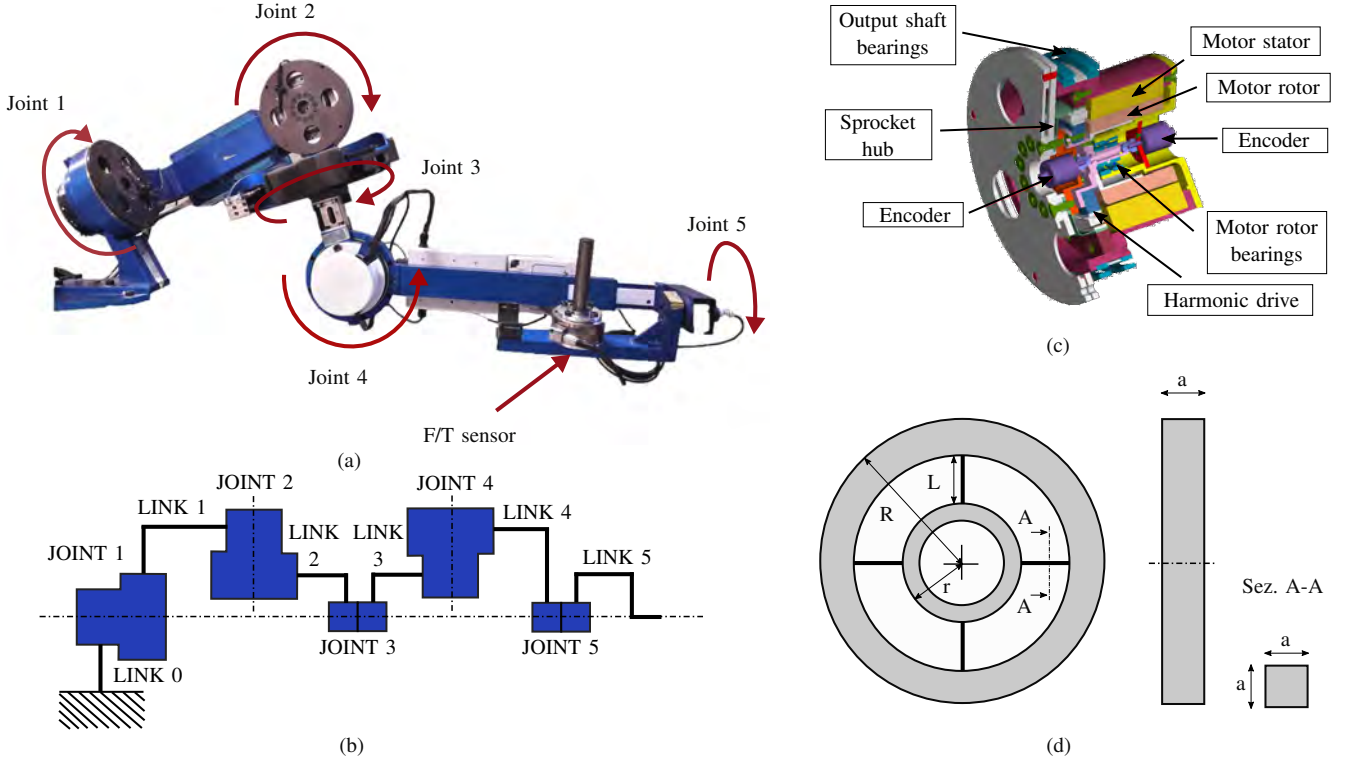 Joint 2
Joint 1
Joint 3
Joint 5
Joint 4
F/T sensor
(a)
JOINT 2
JOINT 4
LINK 1
LINK
2
LINK
3
LINK 4
JOINT 1
LINK 5
LINK 0
JOINT 3
JOINT 5
(b)
Output shaft
bearings
Motor stator
Motor rotor
Sprocket
hub
Encoder
Encoder
Motor rotor
bearings
Harmonic drive
(c)
a
L
R
A
r
A
Sez. A-A
a
a
(d)